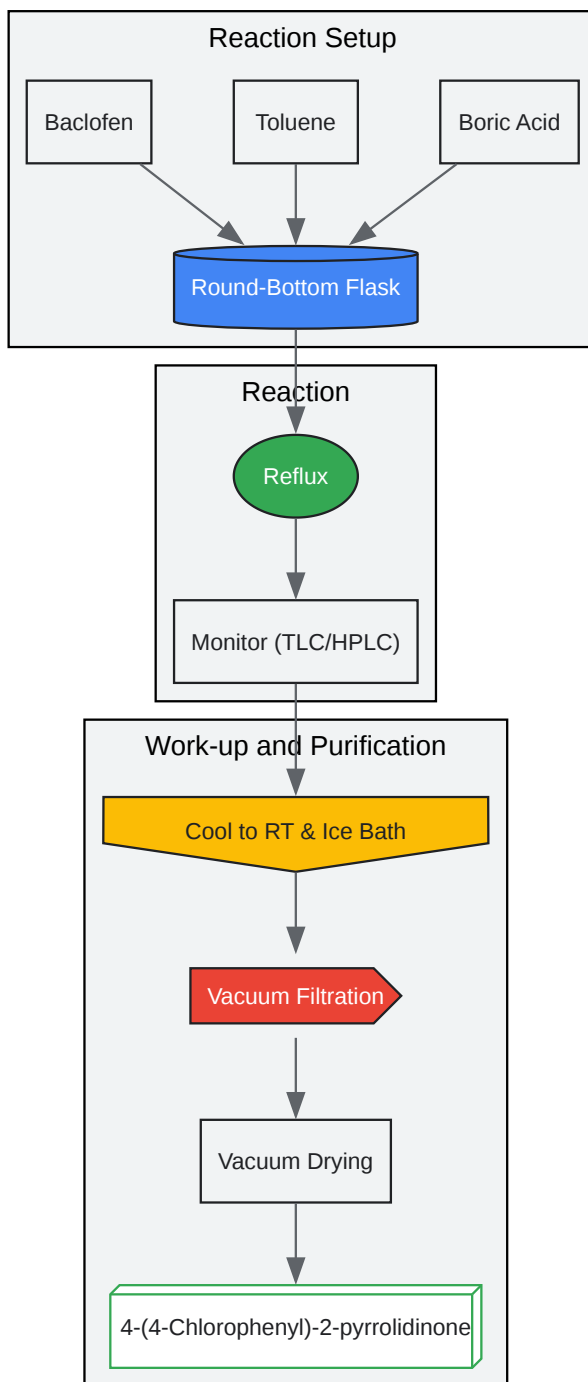 Reaction Setup
Baclofen
Toluene
Boric Acid
Round-Bottom Flask
Reaction
Reflux
Monitor (TLC/HPLC)
Work-up and Purification
Cool to RT & Ice Bath
Vacuum Filtration
Vacuum Drying
4-(4-Chlorophenyl)-2-pyrrolidinone